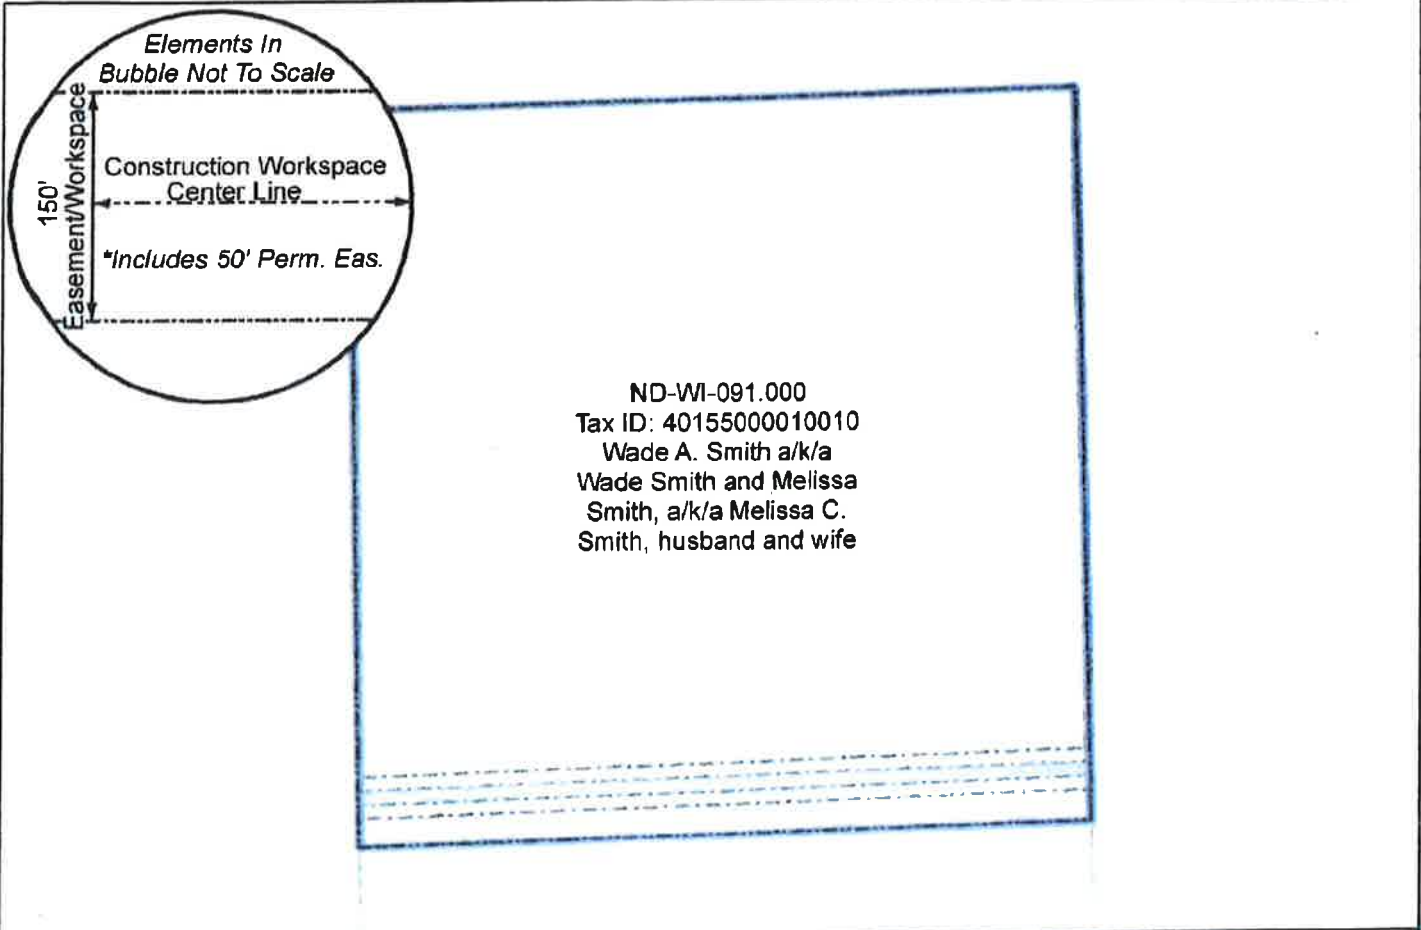 Elements In
Bubble Not To Scale
150'
Easement/Workspace
Construction Workspace
Center Line
*Includes 50' Perm. Eas.
ND-WI-091.000
Tax ID: 40155000010010
Wade A. Smith a/k/a
Wade Smith and Melissa
Smith, a/k/a Melissa C.
Smith, husband and wife